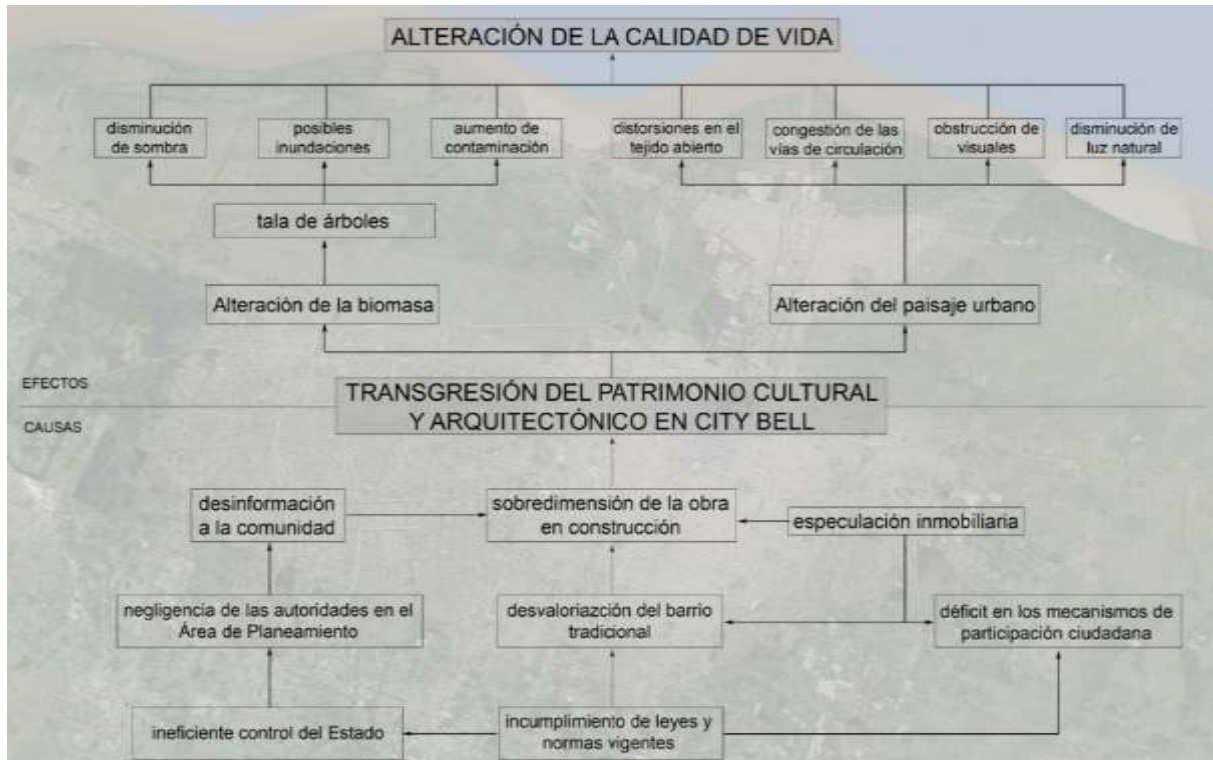 ALTERACIÓN DE LA CALIDAD DE VIDA
disminución
de sombra
posibles
inundaciones
aumento de
contaminación
distorsiones en el
tejido abierto
congestión de las
vías de circulación
obstrucción de
visuales
disminución de
luz natural
tala de árboles
Alteración de la biomasa
Alteración del paisaje urbano
EFECTOS
TRANSGRESIÓN DEL PATRIMONIO CULTURAL
Y ARQUITECTÓNICO EN CITY BELL
CAUSAS
desinformación
a la comunidad
sobredimensión de la obra
en construcción
especulación inmobiliaria
negligencia de las autoridades en el
Área de Planeamiento
desvaloriazción del barrio
tradicional
déficit en los mecanismos de
participación ciudadana
ineficiente control del Estado
incumplimiento de leyes y
normas vigentes